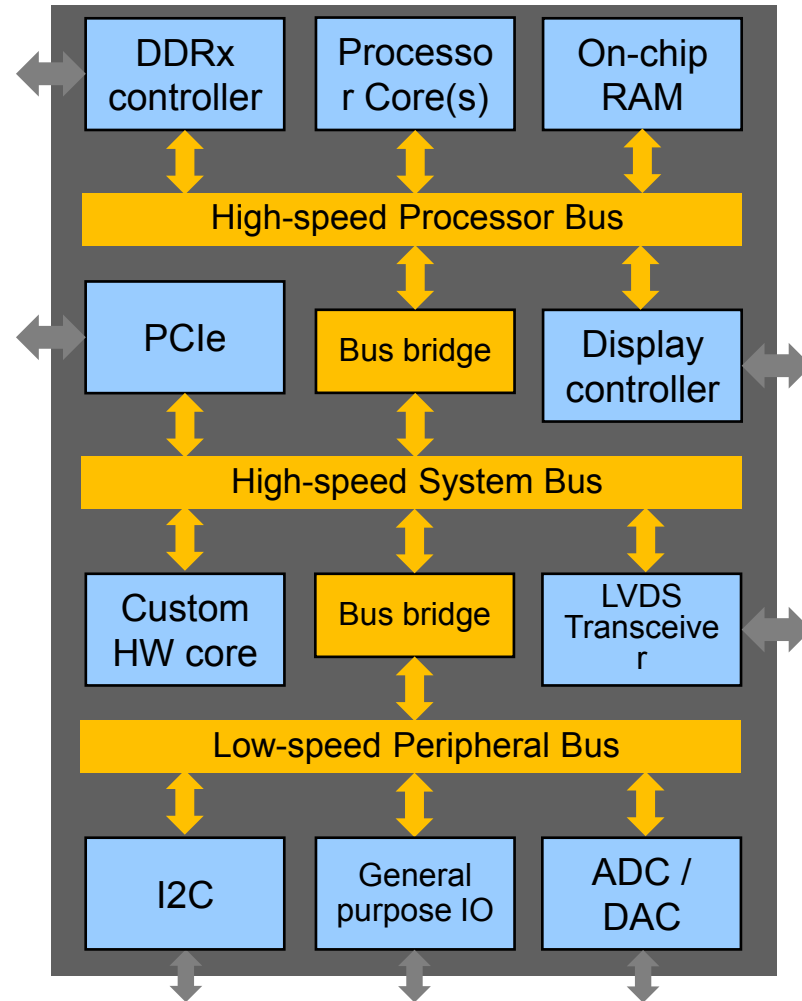 DDRx
controller
Processo
r Core(s)
On-chip
RAM
High-speed Processor Bus
PCIe
Bus bridge
Display
controller
High-speed System Bus
Custom
HW core
Bus bridge
LVDS
Transceive
r
Low-speed Peripheral Bus
I2C
General
purpose IO
ADC /
DAC